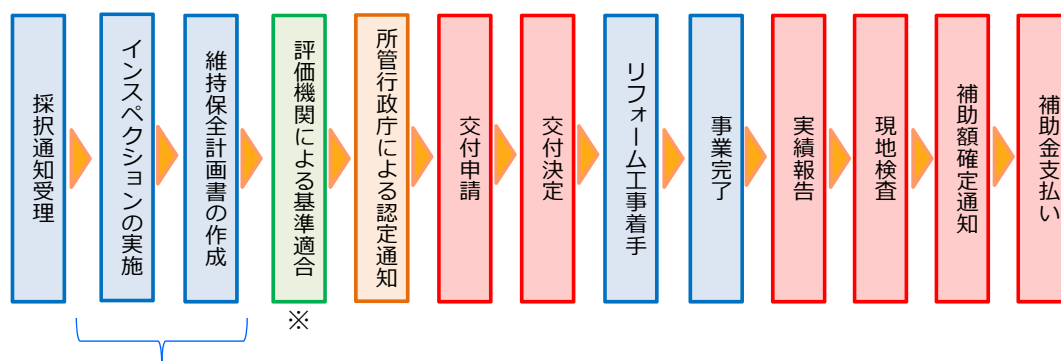 採択通知受理
インスペクションの実施
維持保全計画書の作成
評価機関による基準適合
所管行政庁による認定通知
交付申請
交付決定
リフォーム工事着手
事業完了
実績報告
現地検査
補助額確定通知
補助金支払い
※